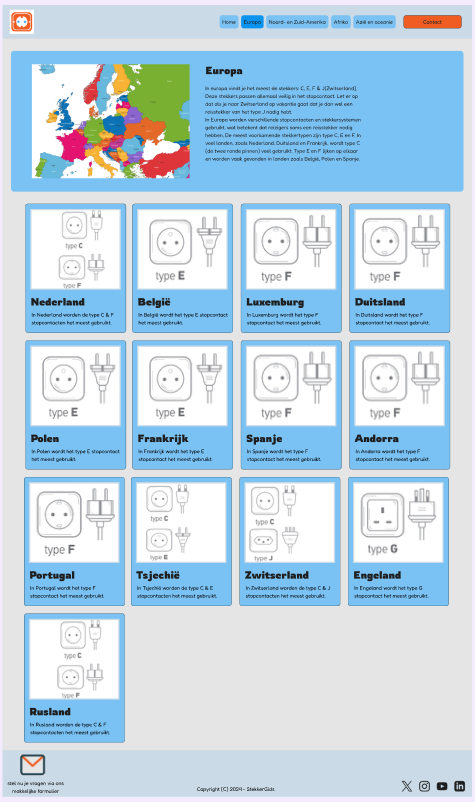 Home Europa Noord- en Zuid-Amerika Afrika Azië en oceanie Contact
Europa
In europa vindt je het meest de stekkers: C, E, F & J(Zwitserland).
Deze stekkers passen allemaal veilig in het stopcontact. Let er op
dat als je naar Zwitserland op vakantie gaat dat je dan wel een
reisstekker van het type J nodig hebt.
In Europa worden verschillende stopcontacten en stekkersystemen
gebruikt, wat betekent dat reizigers soms een reisstekker nodig
hebben. De meest voorkomende stekkertypen zijn type C, E en F. In
veel landen, zoals Nederland, Duitsland en Frankrijk, wordt type C
(de twee ronde pinnen) veel gebruikt. Type E en F lijken op elkaar
en worden vaak gevonden in landen zoals België, Polen en Spanje.
type C
type F
Nederland
In Nederland worden de type C & F
stopcontacten het meest gebruikt.
type E
België
In België wordt het type E stopcontact
het meest gebruikt.
type F
Luxemburg
In Luxemburg wordt het type F
stopcontact het meest gebruikt.
type F
Duitsland
In Duitsland wordt het type F
stopcontact het meest gebruikt.
type E
Polen
In Polen wordt het type E stopcontact
het meest gebruikt.
type E
Frankrijk
In Frankrijk wordt het type E
stopcontact het meest gebruikt.
type F
Spanje
In Spanje wordt het type F
stopcontact het meest gebruikt.
type F
Andorra
In Andorra wordt het type F
stopcontact het meest gebruikt.
type F
Portugal
In Portugal wordt het type F
stopcontact het meest gebruikt.
type C
type E
Tsjechië
In Tsjechië worden de type C & E
stopcontacten het meest gebruikt.
type C
type J
Zwitserland
In Zwitserland worden de type C & J
stopcontacten het meest gebruikt.
type G
Engeland
In Engeland wordt het type G
stopcontact het meest gebruikt.
type C
type F
Rusland
In Rusland worden de type C & F
stopcontacten het meest gebruikt.
stel nu je vragen via ons
makkelijke formulier
Copyright (C) 2024 - StekkerGids